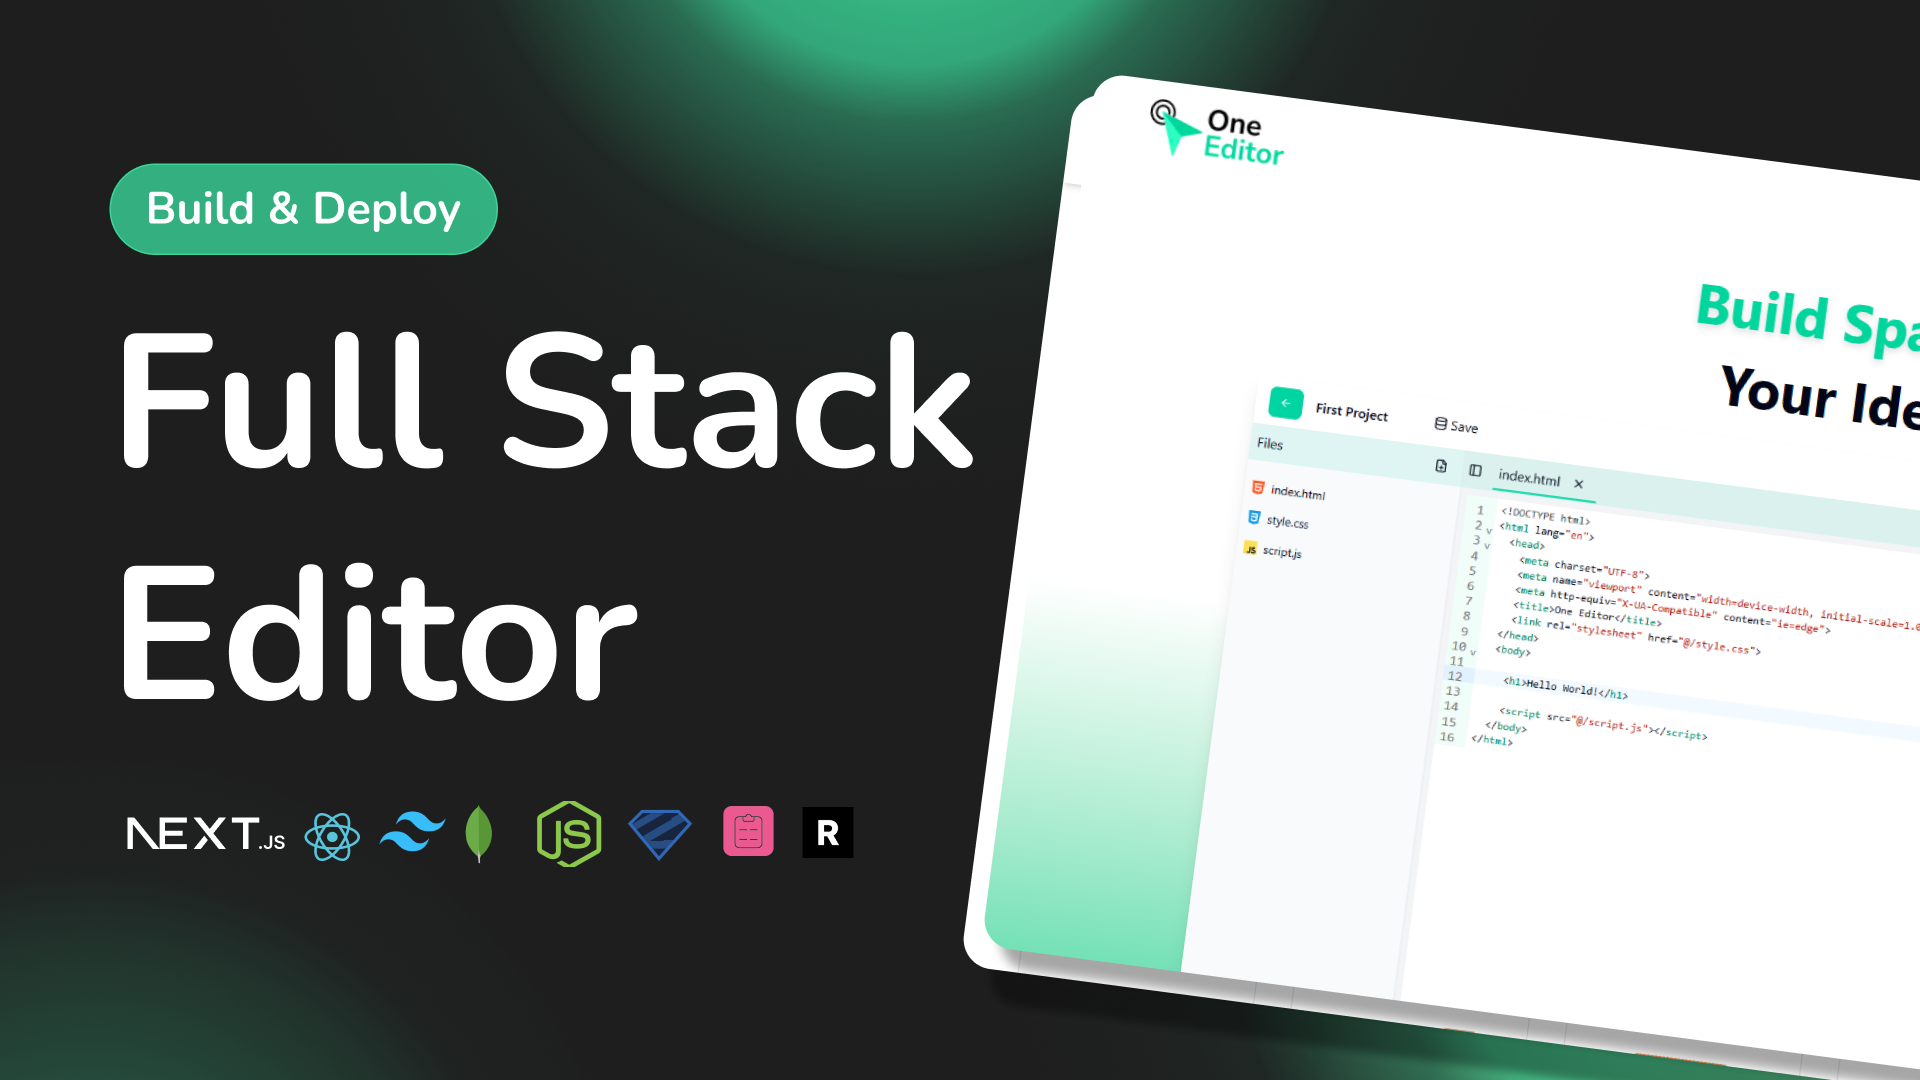 Build & Deploy
Full Stack
Editor
NEXT.JS
JS
R
One
Editor
Build Spa
Your Ide
First Project
Save
Files
index.html
style.css
JS script.js
index.html
1 <!DOCTYPE html>
2 <html lang="en">
3 <head>
4 <meta charset="UTF-8">
5 <meta name="viewport" content="width=device-width, initial-scale=1.0
6 <meta http-equiv="X-UA-Compatible" content="ie=edge">
7 <title>One Editor</title>
8 <link rel="stylesheet" href="@/style.css">
9 </head>
10 <body>
11
12 <h1>Hello World!</h1>
13
14 <script src="@/script.js"></script>
15 </body>
16 </html>